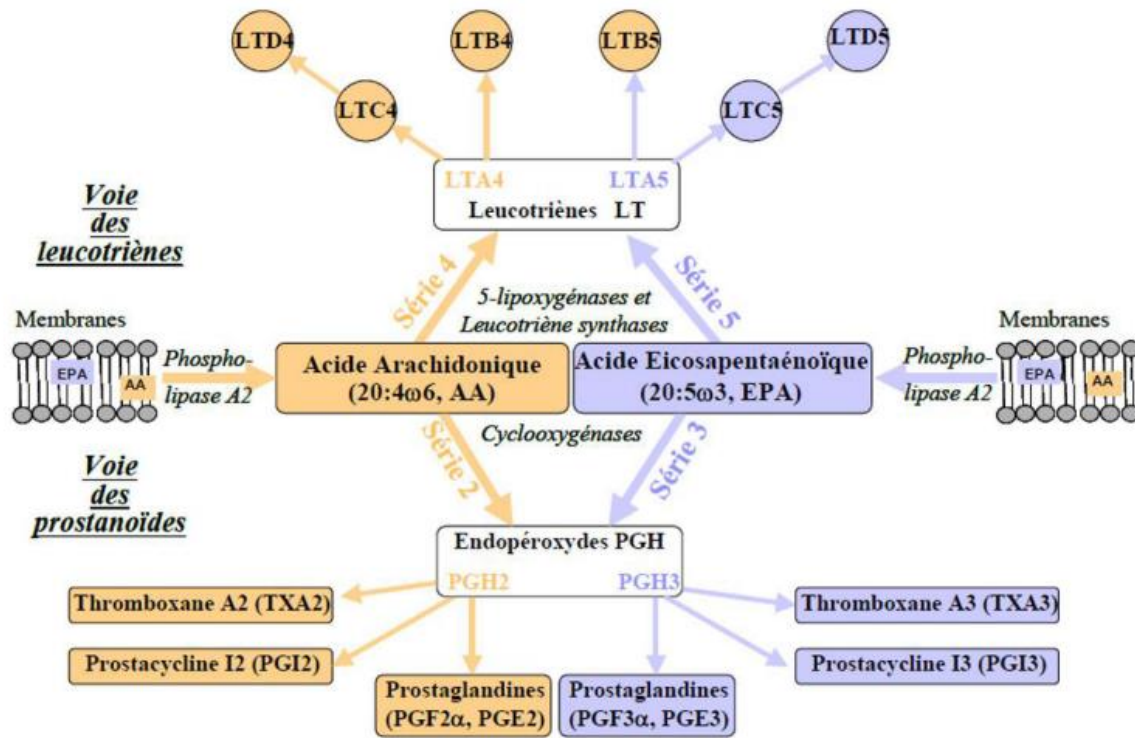 LTD4
LTB4
LTB5
LTD5
LTC4
LTC5
LTA4
LTA5
Leucotriènes LT
Voie
des
leucotriènes
Série 4
Série 5
5-lipoxygénases et
Leucotriène synthases
Membranes
EPA
AA
Phospho-
lipase A2
Acide Arachidonique
(20:4ω6, AA)
Acide Eicosapentaénoïque
(20:5ω3, EPA)
Phospho-
lipase A2
Membranes
EPA
AA
Cyclooxygénases
Série 2
Série 3
Voie
des
prostanoïdes
Endopéroxydes PGH
PGH2
PGH3
Thromboxane A2 (TXA2)
Thromboxane A3 (TXA3)
Prostacycline I2 (PGI2)
Prostacycline I3 (PGI3)
Prostaglandines
(PGF2α, PGE2)
Prostaglandines
(PGF3α, PGE3)